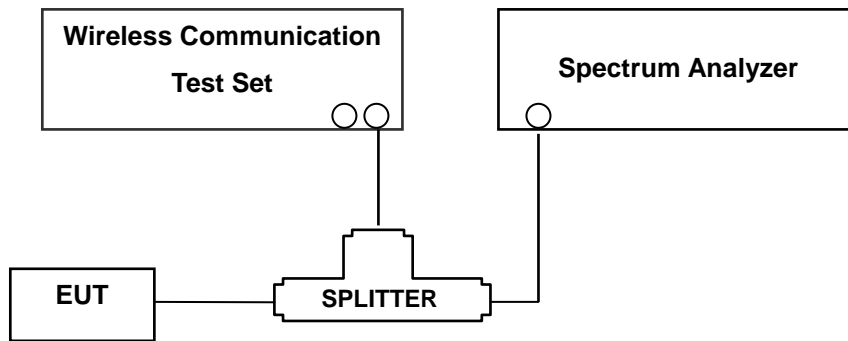 Wireless Communication
Test Set
Spectrum Analyzer
EUT
SPLITTER